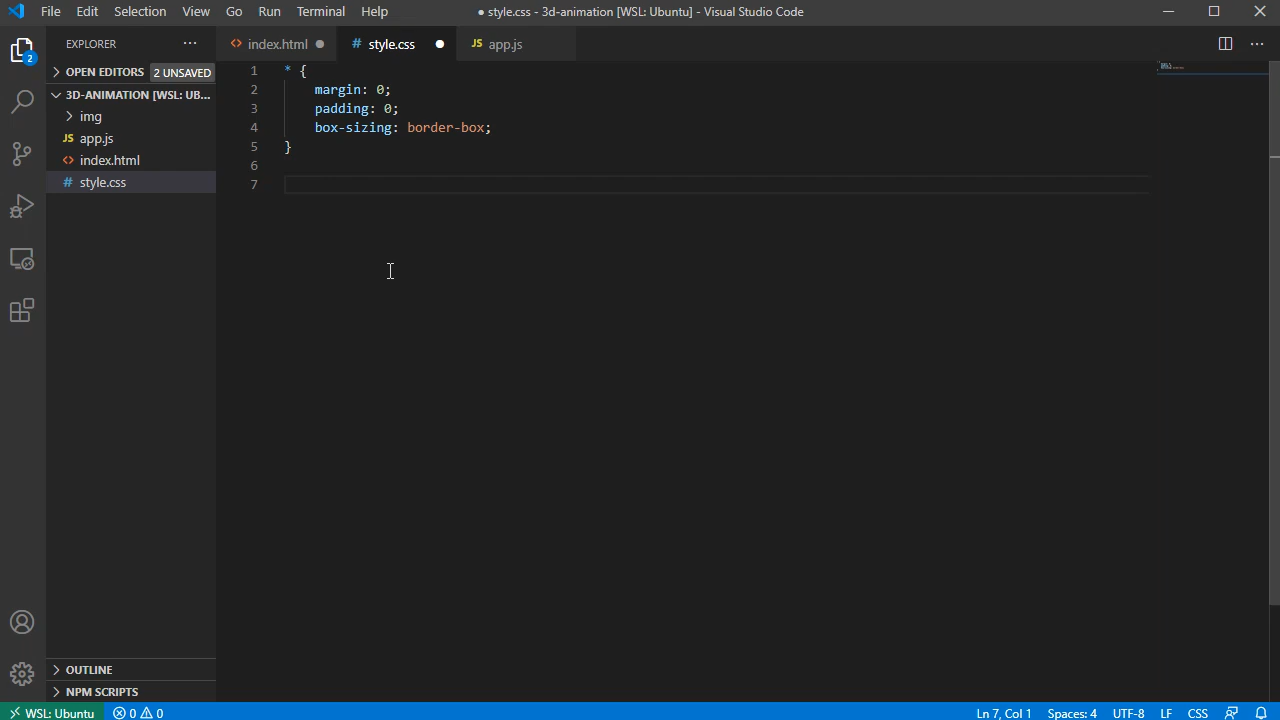 File Edit Selection View Go Run Terminal Help
● style.css - 3d-animation [WSL: Ubuntu] - Visual Studio Code
EXPLORER
index.html
# style.css
JS app.js
OPEN EDITORS 2 UNSAVED
3D-ANIMATION [WSL: UB...
img
JS app.js
index.html
# style.css
2
1 * {
2 margin: 0;
3 padding: 0;
4 box-sizing: border-box;
5 }
6
7
OUTLINE
NPM SCRIPTS
WSL: Ubuntu 0 0 Ln 7, Col 1 Spaces: 4 UTF-8 LF CSS